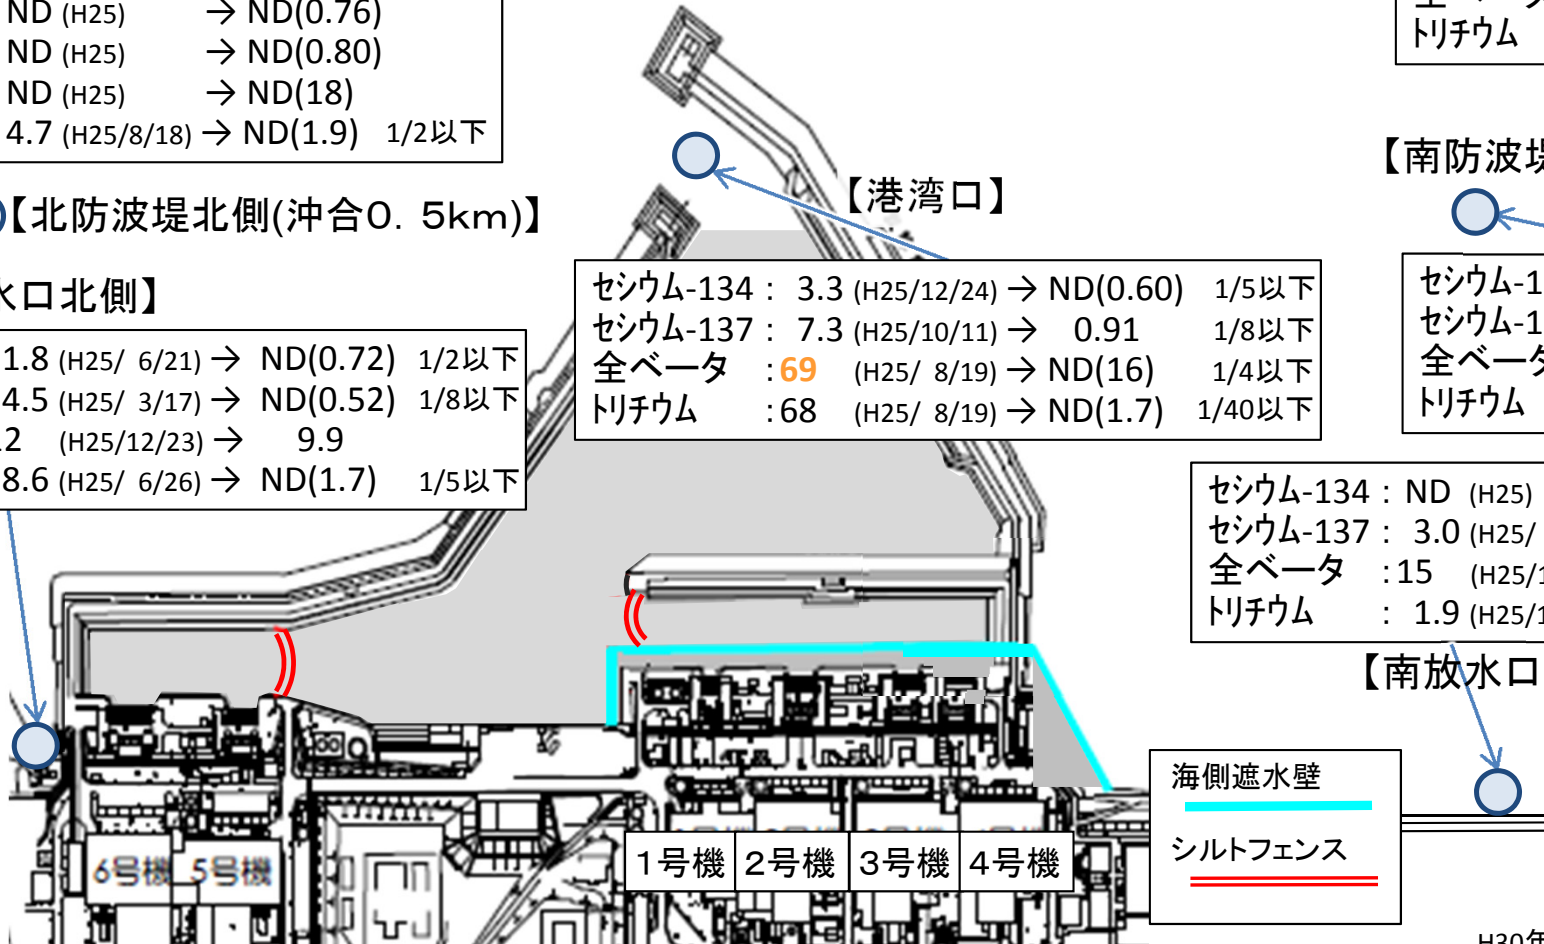 ND (H25) → ND(0.76)
ND (H25) → ND(0.80)
ND (H25) → ND(18)
4.7 (H25/8/18) → ND(1.9) 1/2以下
【北防波堤北側(沖合0. 5km)】
水口北側】
1.8 (H25/ 6/21) → ND(0.72) 1/2以下
4.5 (H25/ 3/17) → ND(0.52) 1/8以下
2 (H25/12/23) → 9.9
8.6 (H25/ 6/26) → ND(1.7) 1/5以下
【港湾口】
セシウム-134 : 3.3 (H25/12/24) → ND(0.60) 1/5以下
セシウム-137 : 7.3 (H25/10/11) → 0.91 1/8以下
全ベータ :69 (H25/ 8/19) → ND(16) 1/4以下
トリチウム :68 (H25/ 8/19) → ND(1.7) 1/40以下
トリチウム
【南防波堤
セシウム-1
セシウム-1
全ベータ
トリチウム
セシウム-134 : ND (H25)
セシウム-137 : 3.0 (H25/
全ベータ :15 (H25/1
トリチウム : 1.9 (H25/1
【南放水口
海側遮水壁
シルトフェンス
6号機 5号機
1号機 2号機 3号機 4号機
H30年